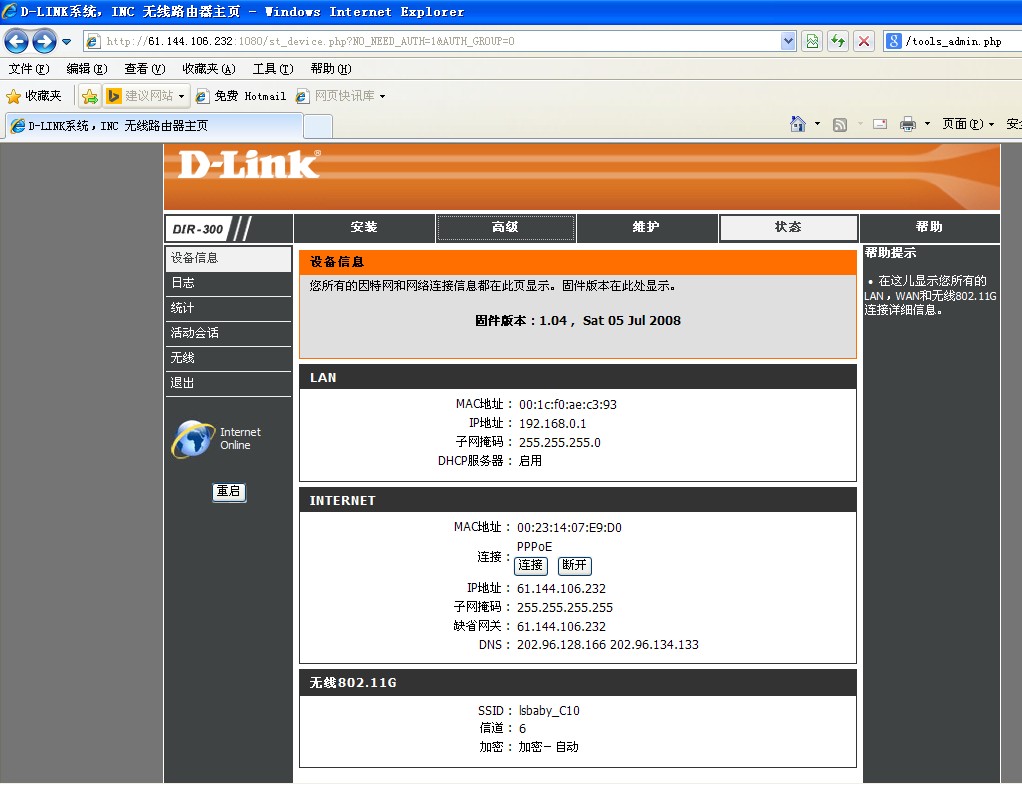 D-LINK系统，INC 无线路由器主页 - Windows Internet Explorer
http://61.144.106.232:1080/st_device.php?NO_NEED_AUTH=1&AUTH_GROUP=0
/tools_admin.php
文件(F) 编辑(E) 查看(V) 收藏夹(A) 工具(T) 帮助(H)
收藏夹 建议网站 免费 Hotmail 网页快讯库
D-LINK系统，INC 无线路由器主页
页面(P)
D-Link®
DIR-300
安装 高级 维护 状态 帮助
设备信息
日志
统计
活动会话
无线
退出
Internet
Online
重启
设备信息
您所有的因特网和网络连接信息都在此页显示。固件版本在此处显示。
固件版本：1.04， Sat 05 Jul 2008
LAN
MAC地址： 00:1c:f0:ae:c3:93
IP地址： 192.168.0.1
子网掩码： 255.255.255.0
DHCP服务器： 启用
INTERNET
MAC地址： 00:23:14:07:E9:D0
PPPoE
连接： 连接 断开
IP地址： 61.144.106.232
子网掩码： 255.255.255.255
缺省网关： 61.144.106.232
DNS： 202.96.128.166 202.96.134.133
无线802.11G
SSID： lsbaby_C10
信道： 6
加密： 加密- 自动
帮助提示
• 在这儿显示您所有的
LAN，WAN和无线802.11G
连接详细信息。